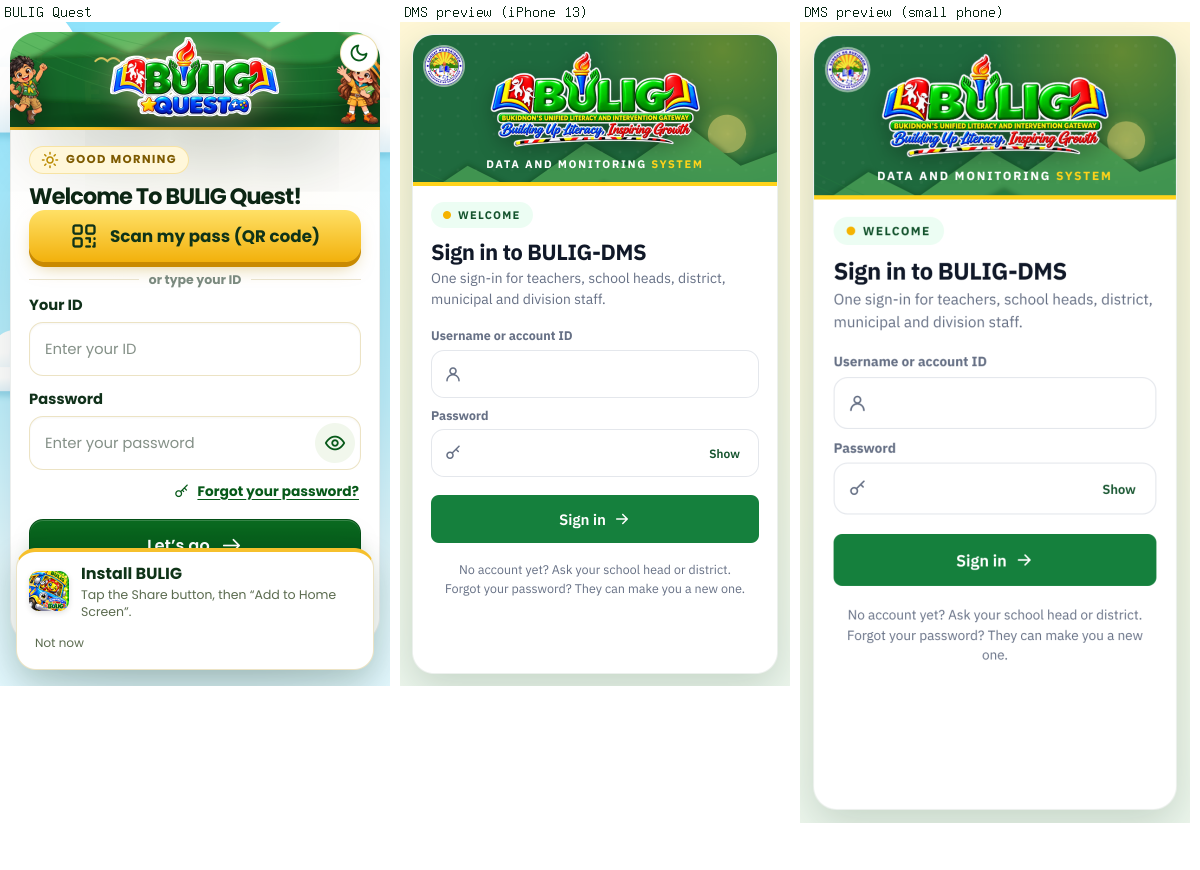 BULIG Quest
BULIG
QUEST
GOOD MORNING
Welcome To BULIG Quest!
Scan my pass (QR code)
or type your ID
Your ID
Enter your ID
Password
Enter your password
Forgot your password?
Let's go
Install BULIG
Tap the Share button, then “Add to Home
Screen”.
Not now
DMS preview (iPhone 13)
BULIG
BUKIDNON'S UNIFIED LITERACY AND INTERVENTION GATEWAY
Building Up Literacy, Inspiring Growth
DATA AND MONITORING SYSTEM
WELCOME
Sign in to BULIG-DMS
One sign-in for teachers, school heads, district,
municipal and division staff.
Username or account ID
Password
Show
Sign in
No account yet? Ask your school head or district.
Forgot your password? They can make you a new one.
DMS preview (small phone)
BULIG
BUKIDNON'S UNIFIED LITERACY AND INTERVENTION GATEWAY
Building Up Literacy, Inspiring Growth
DATA AND MONITORING SYSTEM
WELCOME
Sign in to BULIG-DMS
One sign-in for teachers, school heads, district,
municipal and division staff.
Username or account ID
Password
Show
Sign in
No account yet? Ask your school head or district.
Forgot your password? They can make you a new
one.